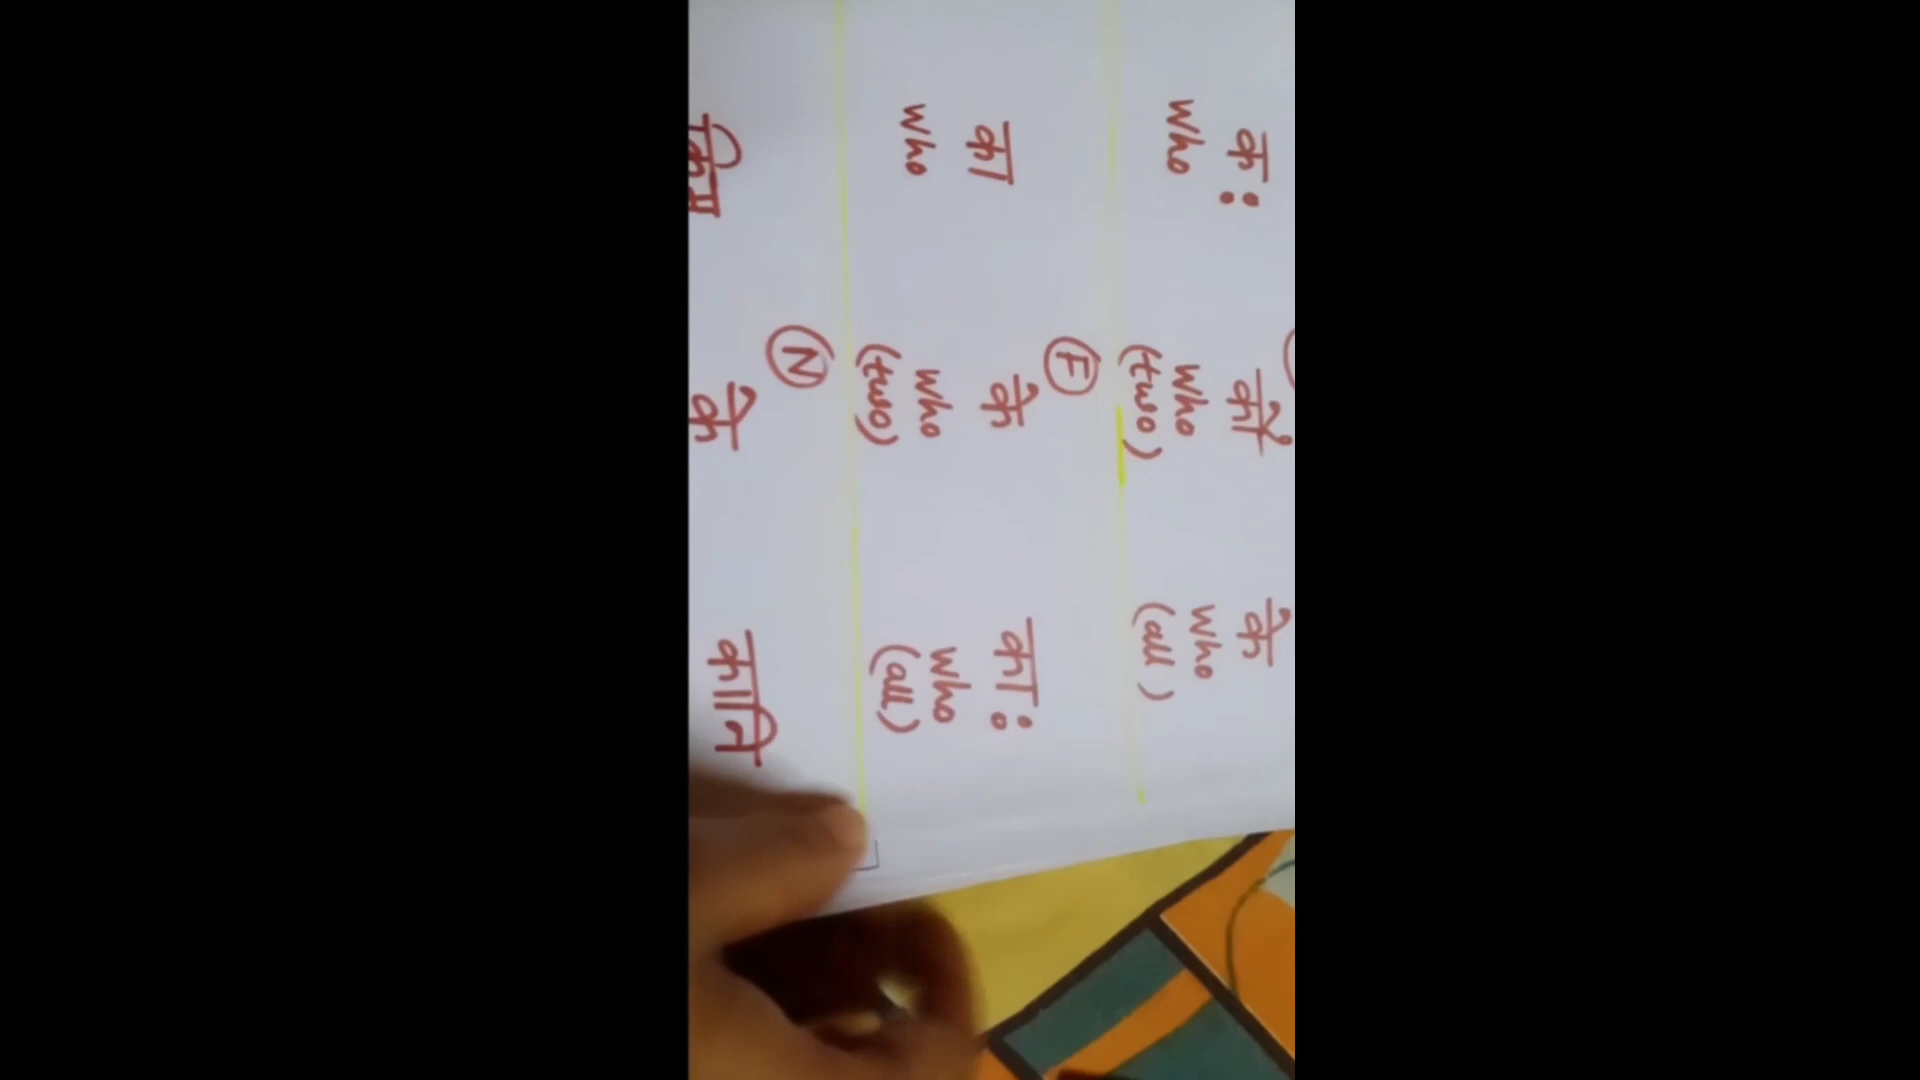 कः कौ के
who who who
(two) (all)
F
का के काः
who who who
(two) (all)
N
किम के कानि